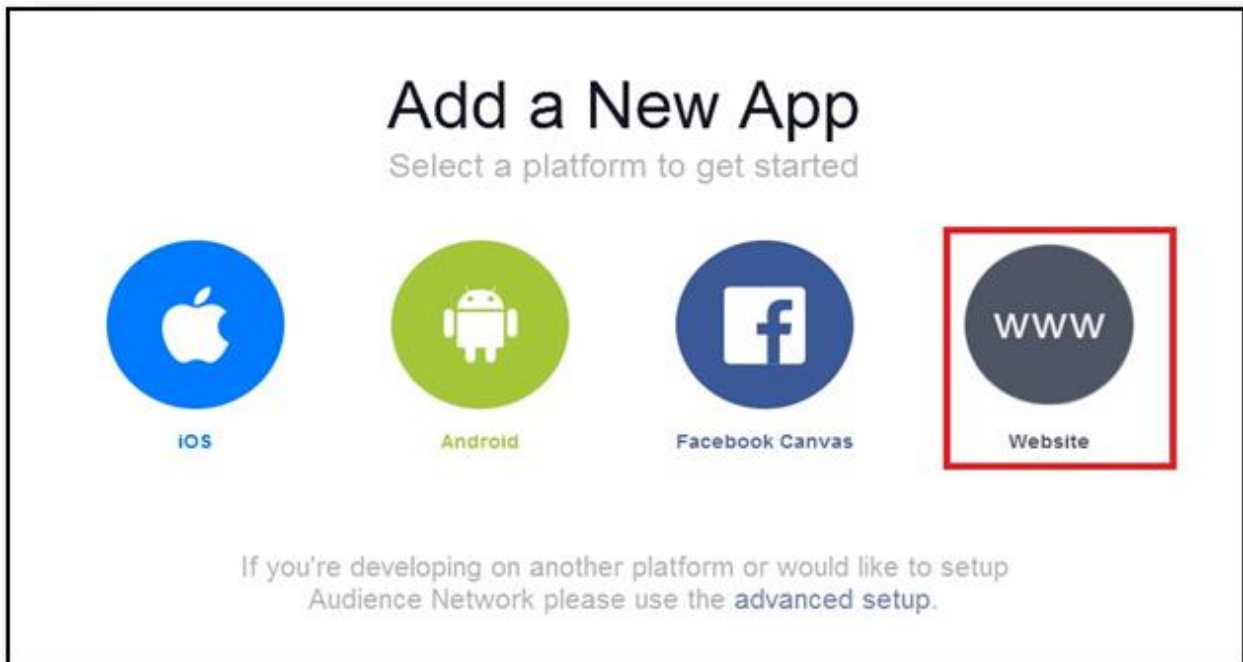 Add a New App
Select a platform to get started
www
iOS
Android
Facebook Canvas
Website
If you're developing on another platform or would like to setup
Audience Network please use the advanced setup.